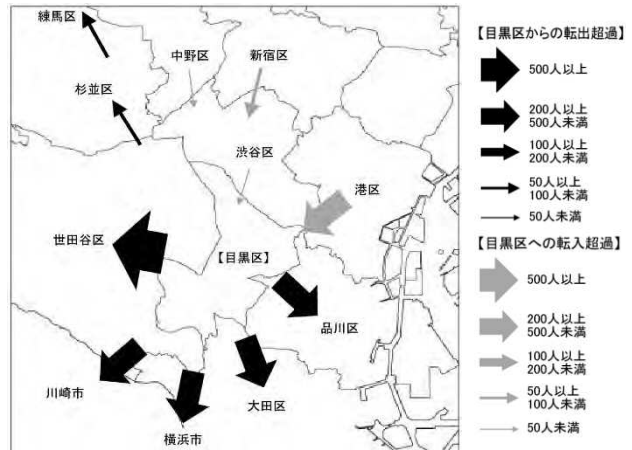 練馬区
中野区
新宿区
杉並区
渋谷区
港区
世田谷区
【目黒区】
品川区
川崎市
大田区
横浜市
【目黒区からの転出超過】
500人以上
200人以上
500人未満
100人以上
200人未満
50人以上
100人未満
50人未満
【目黒区への転入超過】
500人以上
200人以上
500人未満
100人以上
200人未満
50人以上
100人未満
50人未満